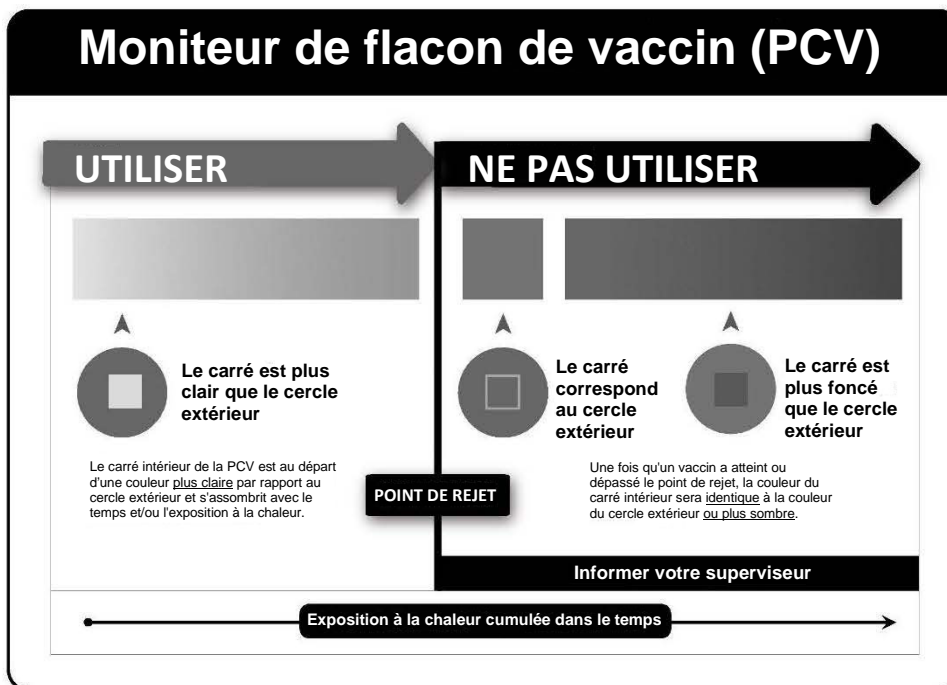 Moniteur de flacon de vaccin (PCV)
UTILISER
NE PAS UTILISER
Le carré est plus
clair que le cercle
extérieur
Le carré
correspond
au cercle
extérieur
Le carré est
plus foncé
que le cercle
extérieur
Le carré intérieur de la PCV est au départ
d'une couleur plus claire par rapport au
cercle extérieur et s'assombrit avec le
temps et/ou l'exposition à la chaleur.
POINT DE REJET
Une fois qu'un vaccin a atteint ou
dépassé le point de rejet, la couleur du
carré intérieur sera identique à la couleur
du cercle extérieur ou plus sombre.
Informer votre superviseur
Exposition à la chaleur cumulée dans le temps